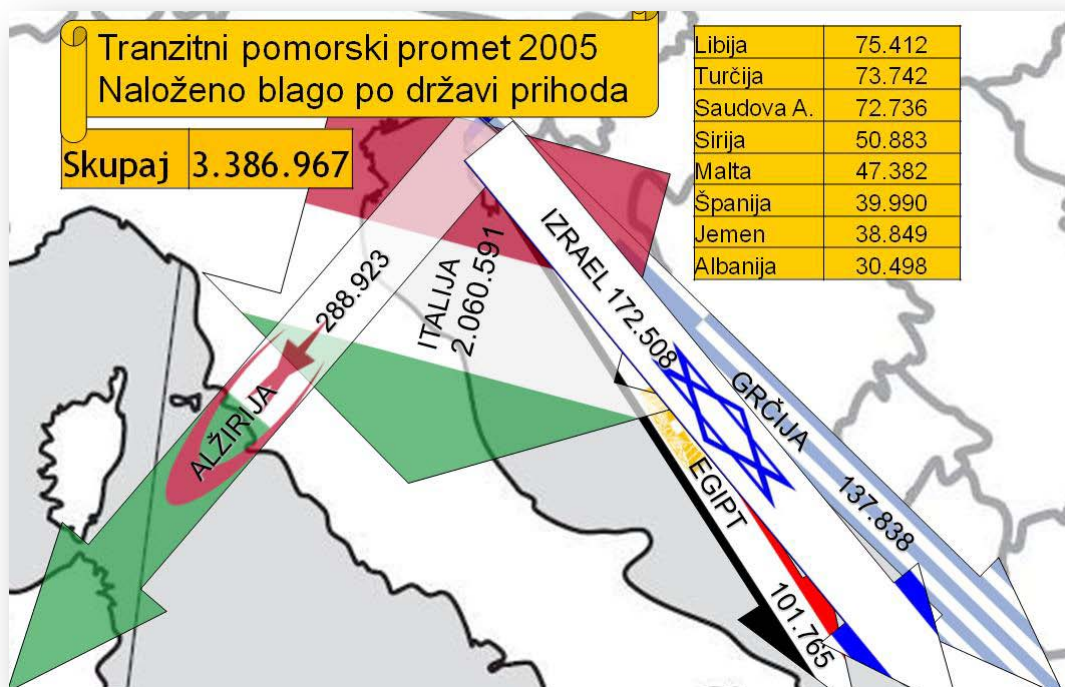 Tranzitni pomorski promet 2005
Naloženo blago po državi prihoda
Skupaj 3.386.967
Libija 75.412
Turčija 73.742
Saudova A. 72.736
Sirija 50.883
Malta 47.382
Španija 39.990
Jemen 38.849
Albanija 30.498
288.923
ALŽIRIJA
ITALIJA
2.060.591
IZRAEL 172.508
GRČIJA
137.838
EGIPT
101.765